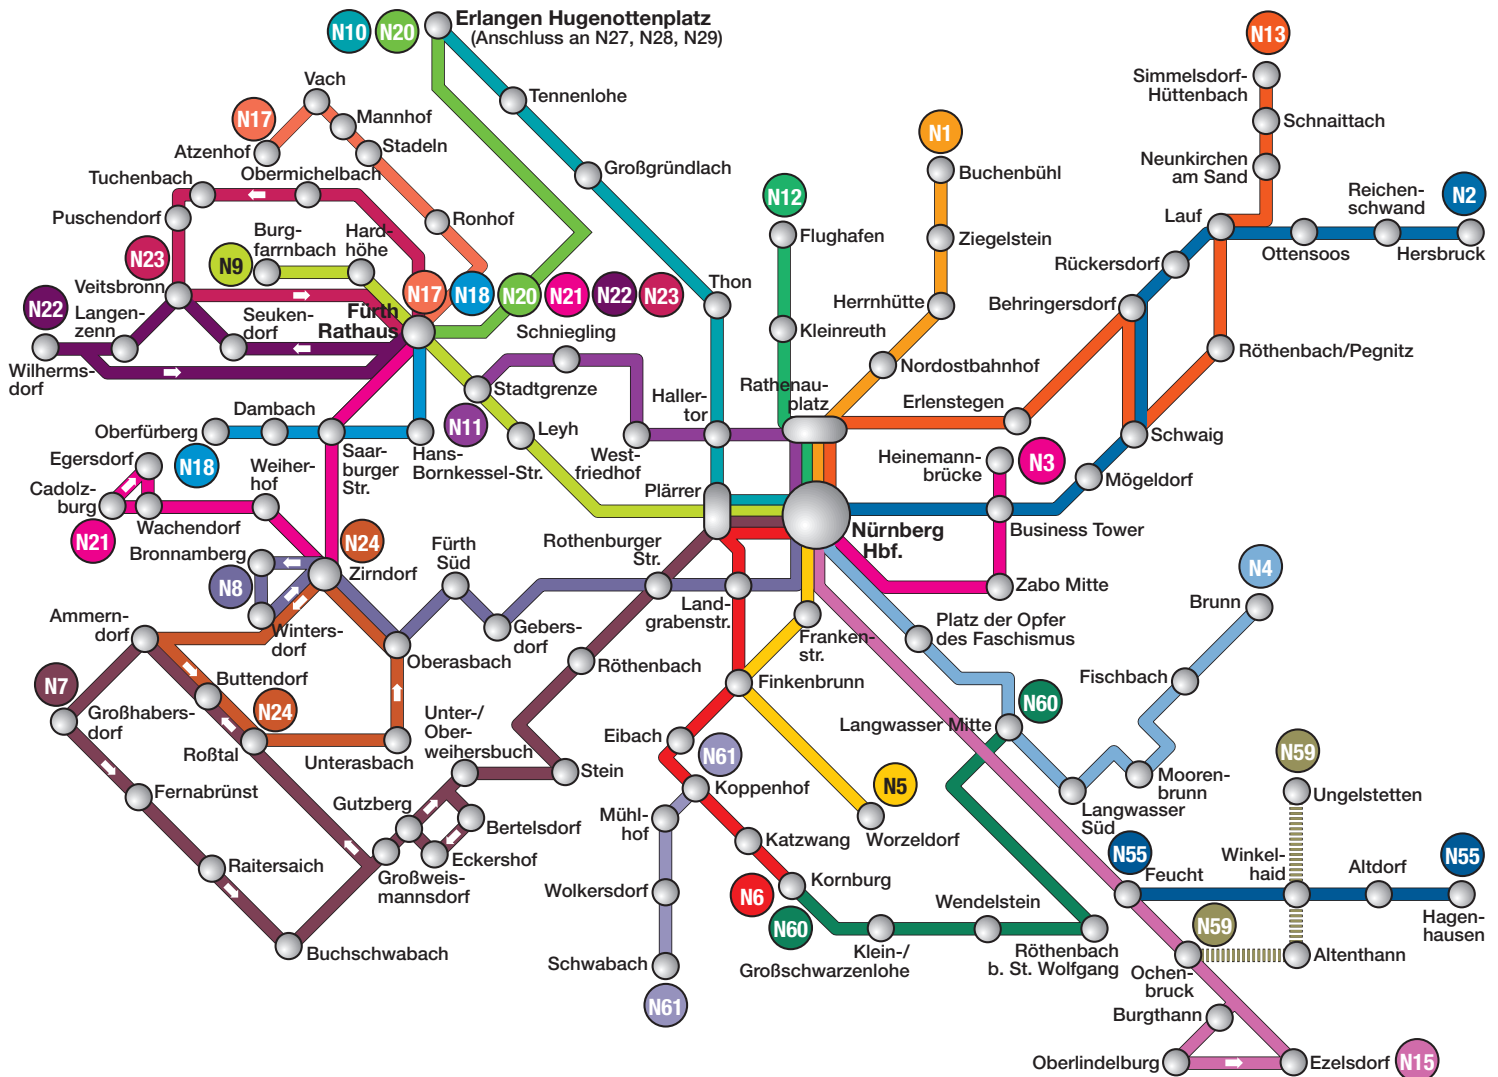 N10
N20
Erlangen Hugenottenplatz
(Anschluss an N27, N28, N29)
N13
Simmelsdorf-
Hüttenbach
Schnaittach
Neunkirchen
am Sand
Vach
N17
Mannhof
Atzenhof
Stadeln
Tennenlohe
Obermichelbach
Tuchenbach
Großgründlach
N1
Buchenbühl
N12
Reichen-
schwand
N2
Lauf
Puschendorf
Ronhof
Burg-
farrnbach
Hard-
höhe
Flughafen
Ziegelstein
Ottensoos
Hersbruck
N23
N9
Rückersdorf
Veitsbronn
N17
N18
N20
N21
N22
N23
Thon
Herrnhütte
Behringersdorf
N22
Langen-
zenn
Seuken-
dorf
Fürth
Rathaus
Schniegling
Kleinreuth
Wilherms-
dorf
Röthenbach/Pegnitz
Nordostbahnhof
Stadtgrenze
Haller-
tor
Rathenau-
platz
Erlenstegen
Dambach
Oberfürberg
N11
Leyh
Schwaig
N18
Saar-
burger
Str.
Hans-
Bornkessel-Str.
West-
friedhof
Heinemann-
brücke
N3
Egersdorf
Weiher-
hof
Cadolz-
burg
Mögeldorf
Plärrer
Wachendorf
Business Tower
N21
N24
Nürnberg
Hbf.
Bronnamberg
Fürth
Süd
Rothenburger
Str.
Zirndorf
N8
Zabo Mitte
N4
Brunn
Ammern-
dorf
Winters-
dorf
Gebers-
dorf
Land-
grabenstr.
Franken-
str.
Platz der Opfer
des Faschismus
Oberasbach
Röthenbach
N7
Buttendorf
Finkenbrunn
Fischbach
Großhabers-
dorf
N24
Unter-/
Ober-
weihersbuch
N60
Langwasser Mitte
Roßtal
Unterasbach
Eibach
N61
N59
Stein
Fernabrünst
Koppenhof
N5
Mooren-
brunn
Ungelstetten
Gutzberg
Mühl-
hof
Langwasser
Süd
Bertelsdorf
Katzwang
Worzeldorf
N55
Winkel-
haid
N55
Eckershof
Raitersaich
Großweis-
mannsdorf
Feucht
Altdorf
Wolkersdorf
N6
Kornburg
Wendelstein
Hagen-
hausen
N60
N59
Buchschwabach
Klein-/
Großschwarzenlohe
Röthenbach
b. St. Wolfgang
Altenthann
Schwabach
Ochen-
bruck
N61
Burgthann
Oberlindelburg
Ezelsdorf
N15